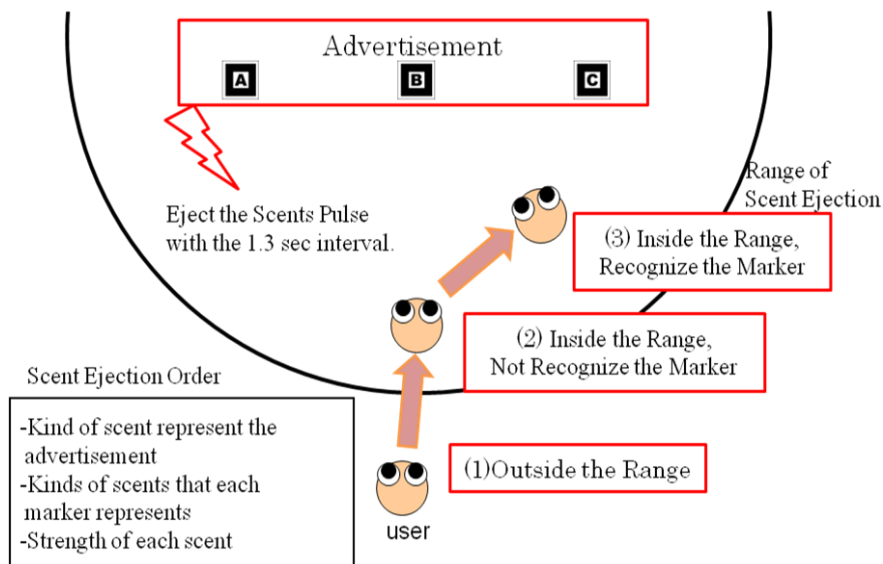 Advertisement
A B C
Eject the Scents Pulse
with the 1.3 sec interval.
Range of
Scent Ejection
(3) Inside the Range,
Recognize the Marker
(2) Inside the Range,
Not Recognize the Marker
Scent Ejection Order
-Kind of scent represent the
advertisement
-Kinds of scents that each
marker represents
-Strength of each scent
(1)Outside the Range
user